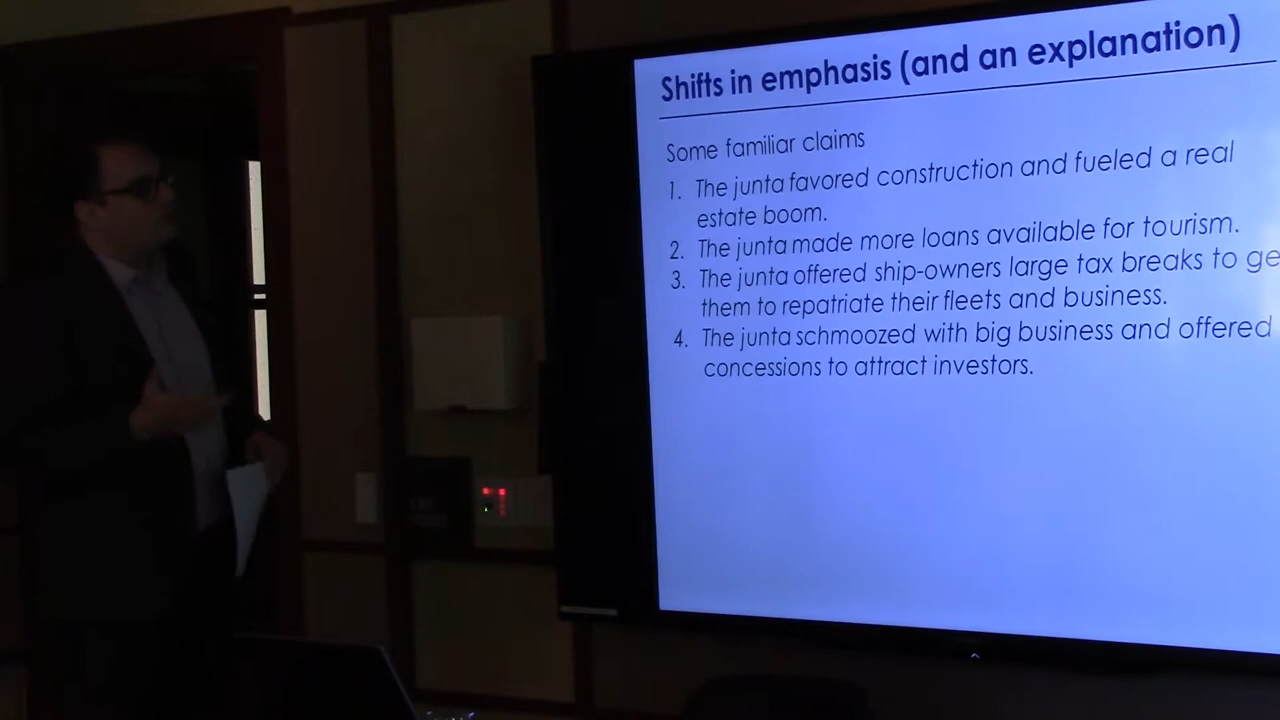 Shifts in emphasis (and an explanation)
Some familiar claims
1. The junta favored construction and fueled a real
estate boom.
2. The junta made more loans available for tourism.
3. The junta offered ship-owners large tax breaks to ge
them to repatriate their fleets and business.
4. The junta schmoozed with big business and offered
concessions to attract investors.